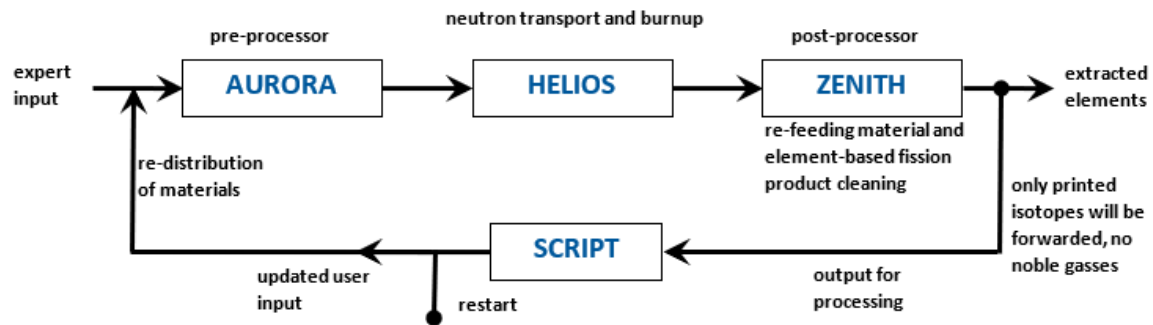 neutron transport and burnup
pre-processor
post-processor
expert
input
AURORA
HELIOS
ZENITH
extracted
elements
re-feeding material and
element-based fission
product cleaning
re-distribution
of materials
only printed
isotopes will be
forwarded, no
noble gasses
SCRIPT
updated user
input
restart
output for
processing